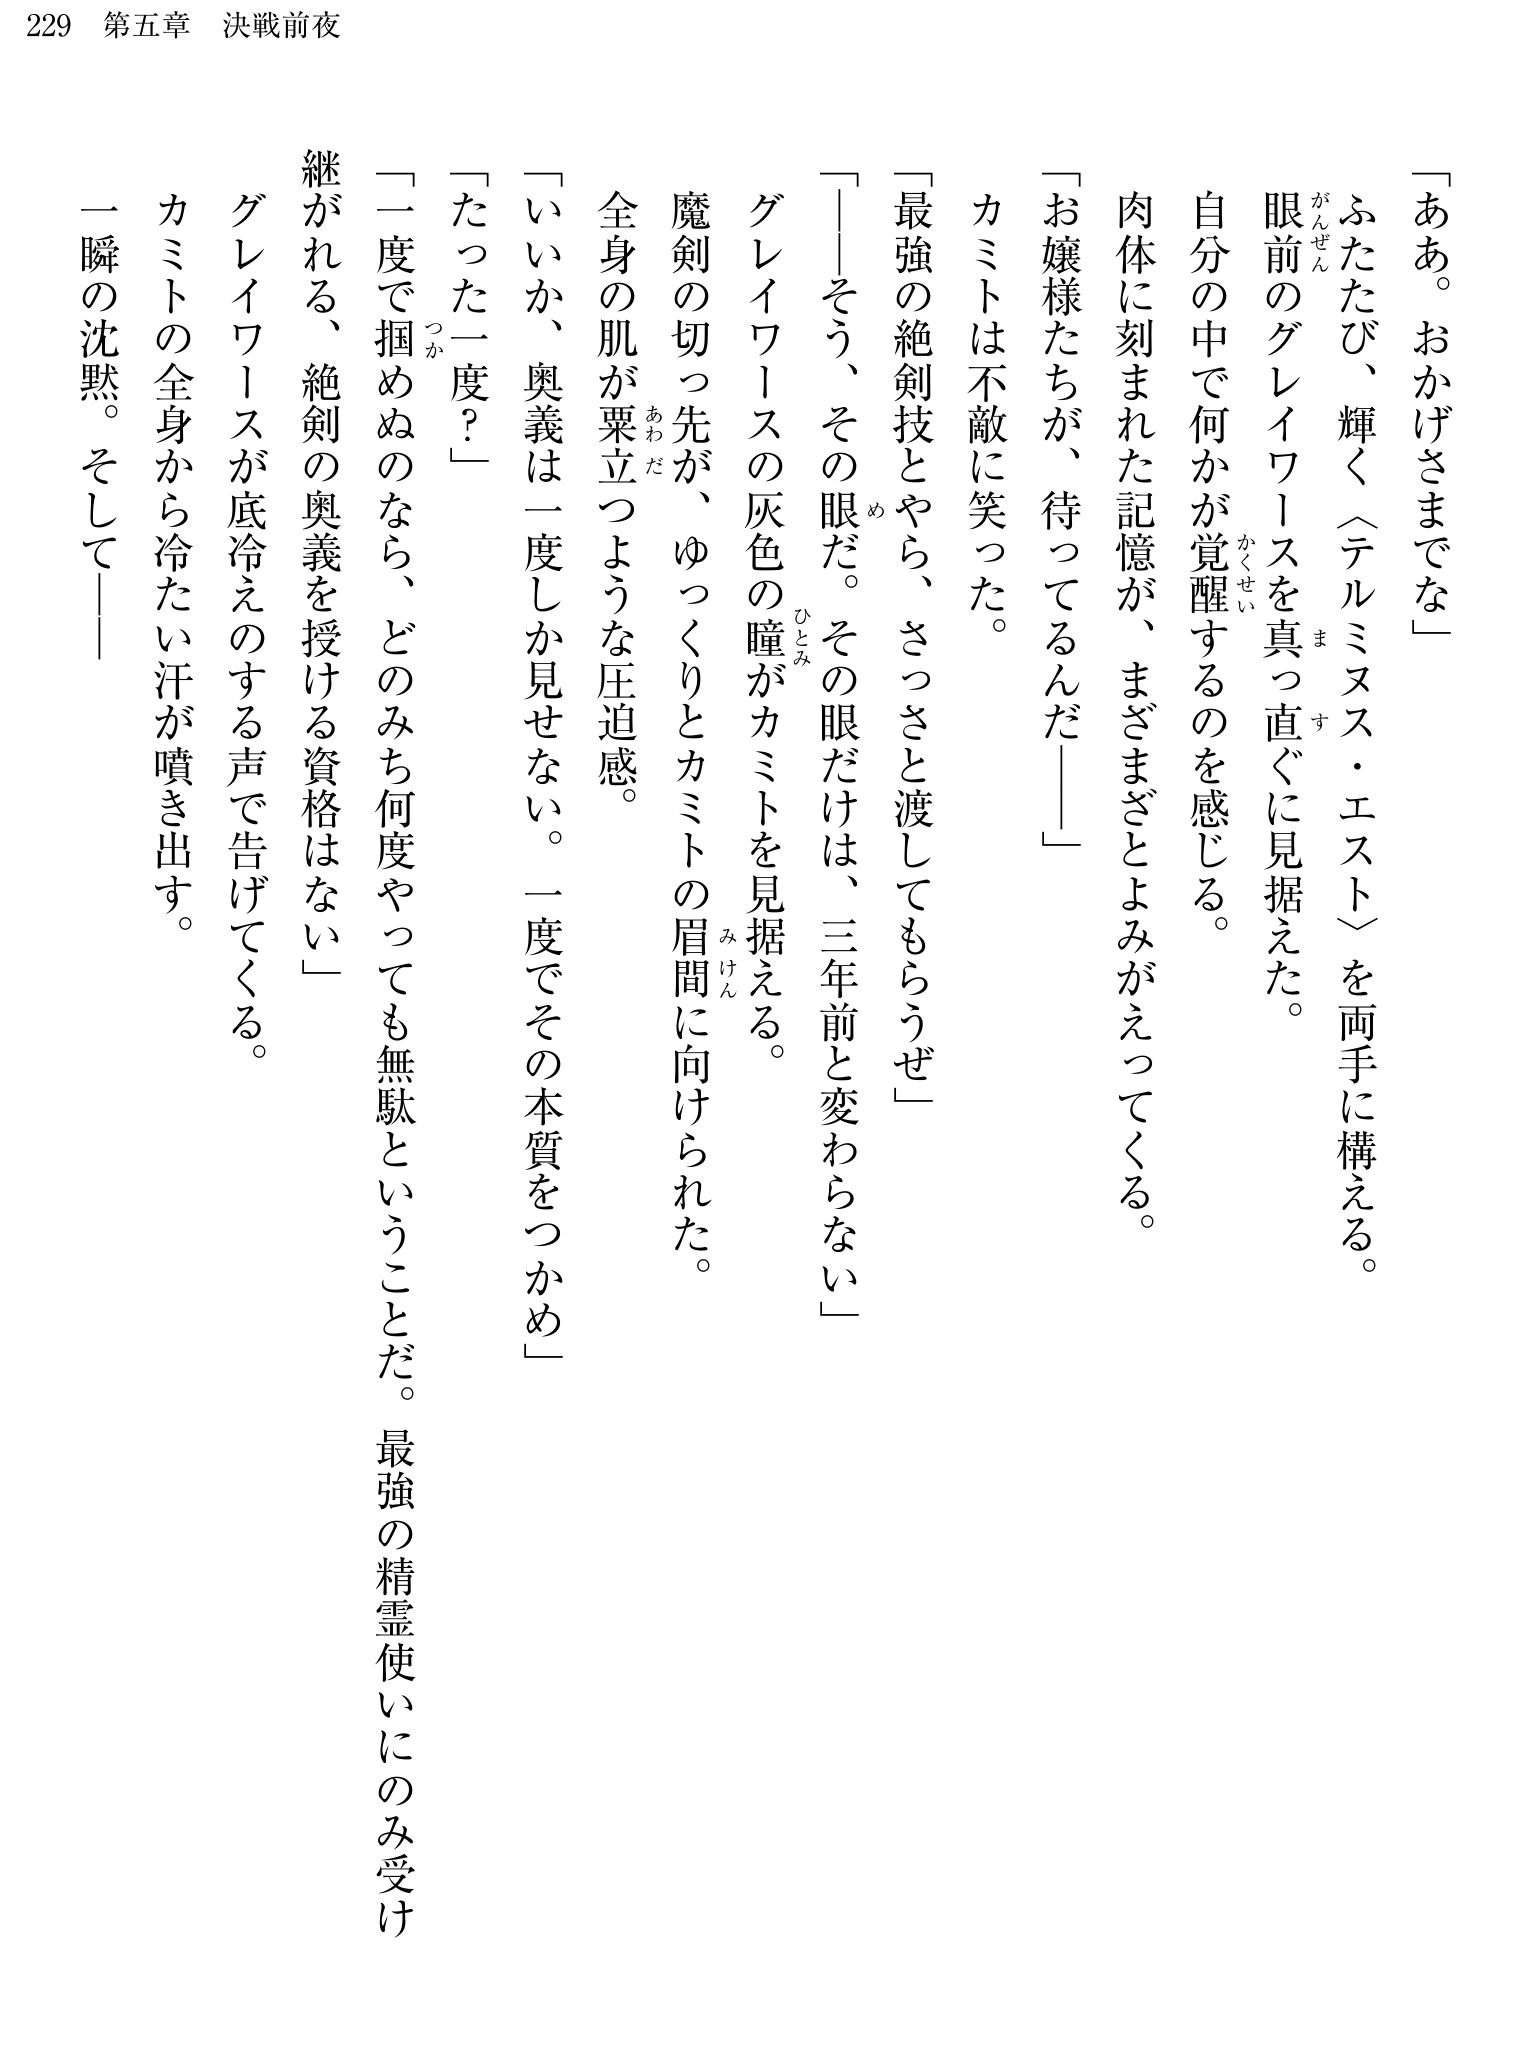 229　第五章　決戦前夜
「ああ。おかげさまでな」
ふたたび、輝く〈テルミヌス・エスト〉を両手に構える。
眼前のグレイワースを真っ直ぐに見据えた。
自分の中で何かが覚醒するのを感じる。
肉体に刻まれた記憶が、まざまざとよみがえってくる。
「お嬢様たちが、待ってるんだ――」
カミトは不敵に笑った。
「最強の絶剣技とやら、さっさと渡してもらうぜ」
「――そう、その眼だ。その眼だけは、三年前と変わらない」
グレイワースの灰色の瞳がカミトを見据える。
魔剣の切っ先が、ゆっくりとカミトの眉間に向けられた。
全身の肌が粟立つような圧迫感。
「いいか、奥義は一度しか見せない。一度でその本質をつかめ」
「たった一度?」
「一度で掴めぬのなら、どのみち何度やっても無駄ということだ。最強の精霊使いにのみ受け
継がれる、絶剣の奥義を授ける資格はない」
グレイワースが底冷えのする声で告げてくる。
カミトの全身から冷たい汗が噴き出す。
一瞬の沈黙。そして――